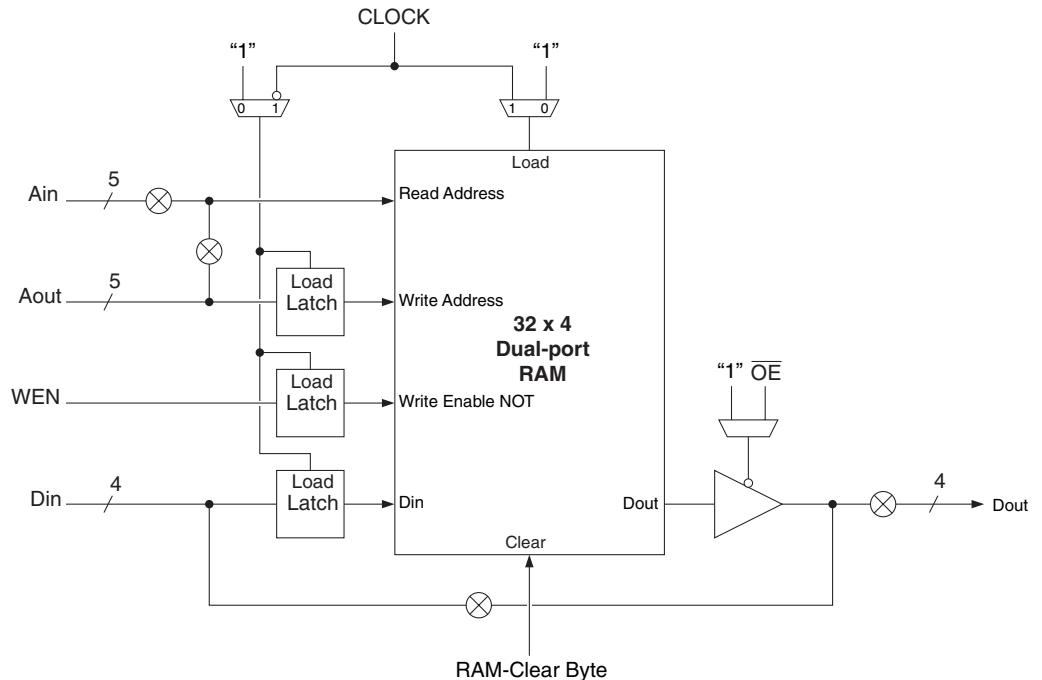 CLOCK
“1”
“1”
0 1
1 0
Load
Ain
5
Read Address
Aout
5
Load
Latch
Write Address
32 x 4
Dual-port
RAM
WEN
Load
Latch
Write Enable NOT
“1” OE
Din
4
Load
Latch
Din
Dout
4
Dout
Clear
RAM-Clear Byte